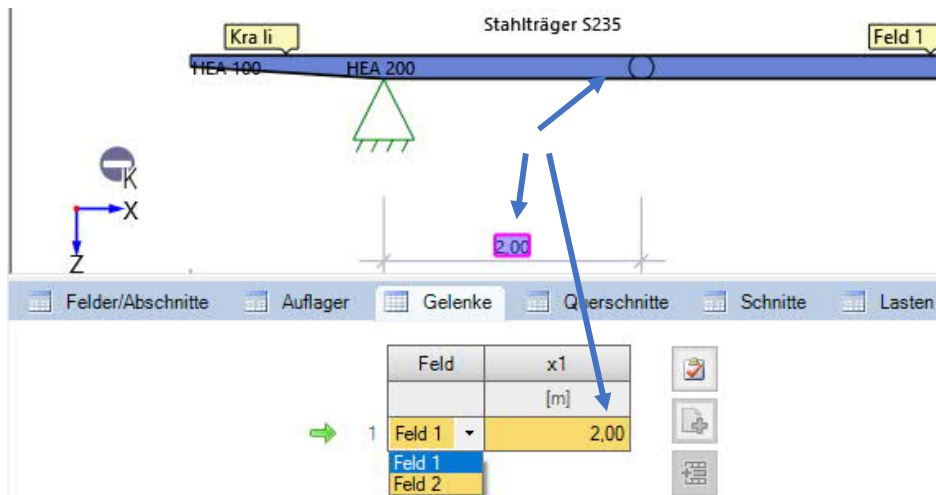 Stahlträger S235
Kra li
Feld 1
HEA 100
HEA 200
K
X
Z
2,00
Felder/Abschnitte Auflager Gelenke Querschnitte Schnitte Lasten
Feld x1
[m]
1 Feld 1 2,00
Feld 1
Feld 2